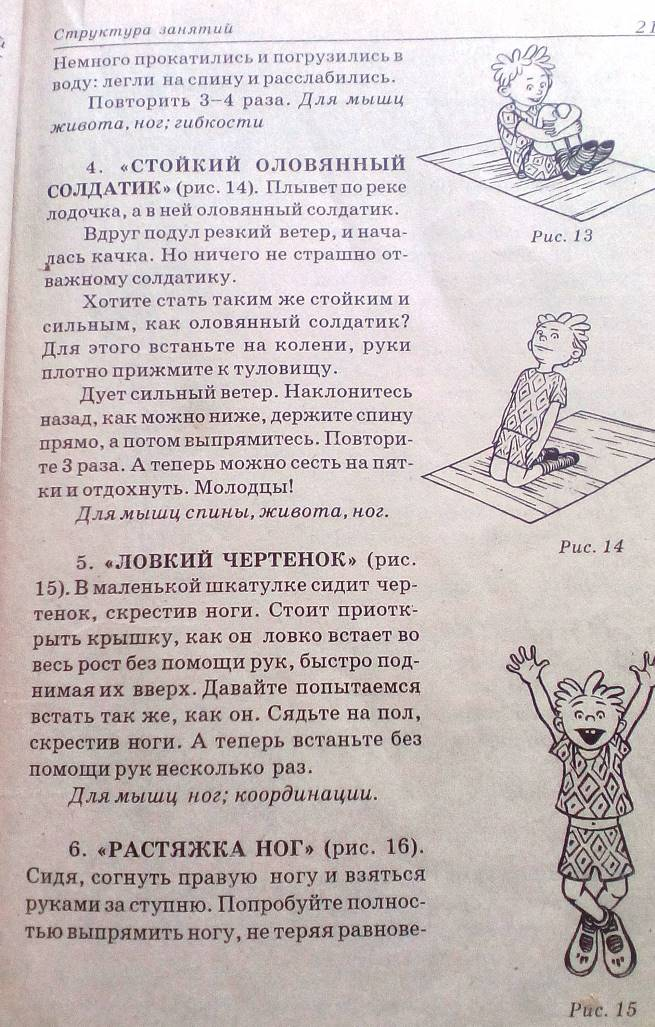 Структура занятий 21
Немного прокатились и погрузились в
воду: легли на спину и расслабились.
Повторить 3–4 раза. Для мышц
живота, ног; гибкости
4. «СТОЙКИЙ ОЛОВЯННЫЙ
СОЛДАТИК» (рис. 14). Плывет по реке
лодочка, а в ней оловянный солдатик.
Вдруг подул резкий ветер, и нача-
лась качка. Но ничего не страшно от-
важному солдатику.
Хотите стать таким же стойким и
сильным, как оловянный солдатик?
Для этого встаньте на колени, руки
плотно прижмите к туловищу.
Дует сильный ветер. Наклонитесь
назад, как можно ниже, держите спину
прямо, а потом выпрямитесь. Повтори-
те 3 раза. А теперь можно сесть на пят-
ки и отдохнуть. Молодцы!
Для мышц спины, живота, ног.
5. «ЛОВКИЙ ЧЕРТЕНОК» (рис.
15). В маленькой шкатулке сидит чер-
тенок, скрестив ноги. Стоит приотк-
рыть крышку, как он ловко встает во
весь рост без помощи рук, быстро под-
нимая их вверх. Давайте попытаемся
встать так же, как он. Сядьте на пол,
скрестив ноги. А теперь встаньте без
помощи рук несколько раз.
Для мышц ног; координации.
6. «РАСТЯЖКА НОГ» (рис. 16).
Сидя, согнуть правую ногу и взяться
руками за ступню. Попробуйте полнос-
тью выпрямить ногу, не теряя равнове-
Рис. 13
Рис. 14
Рис. 15